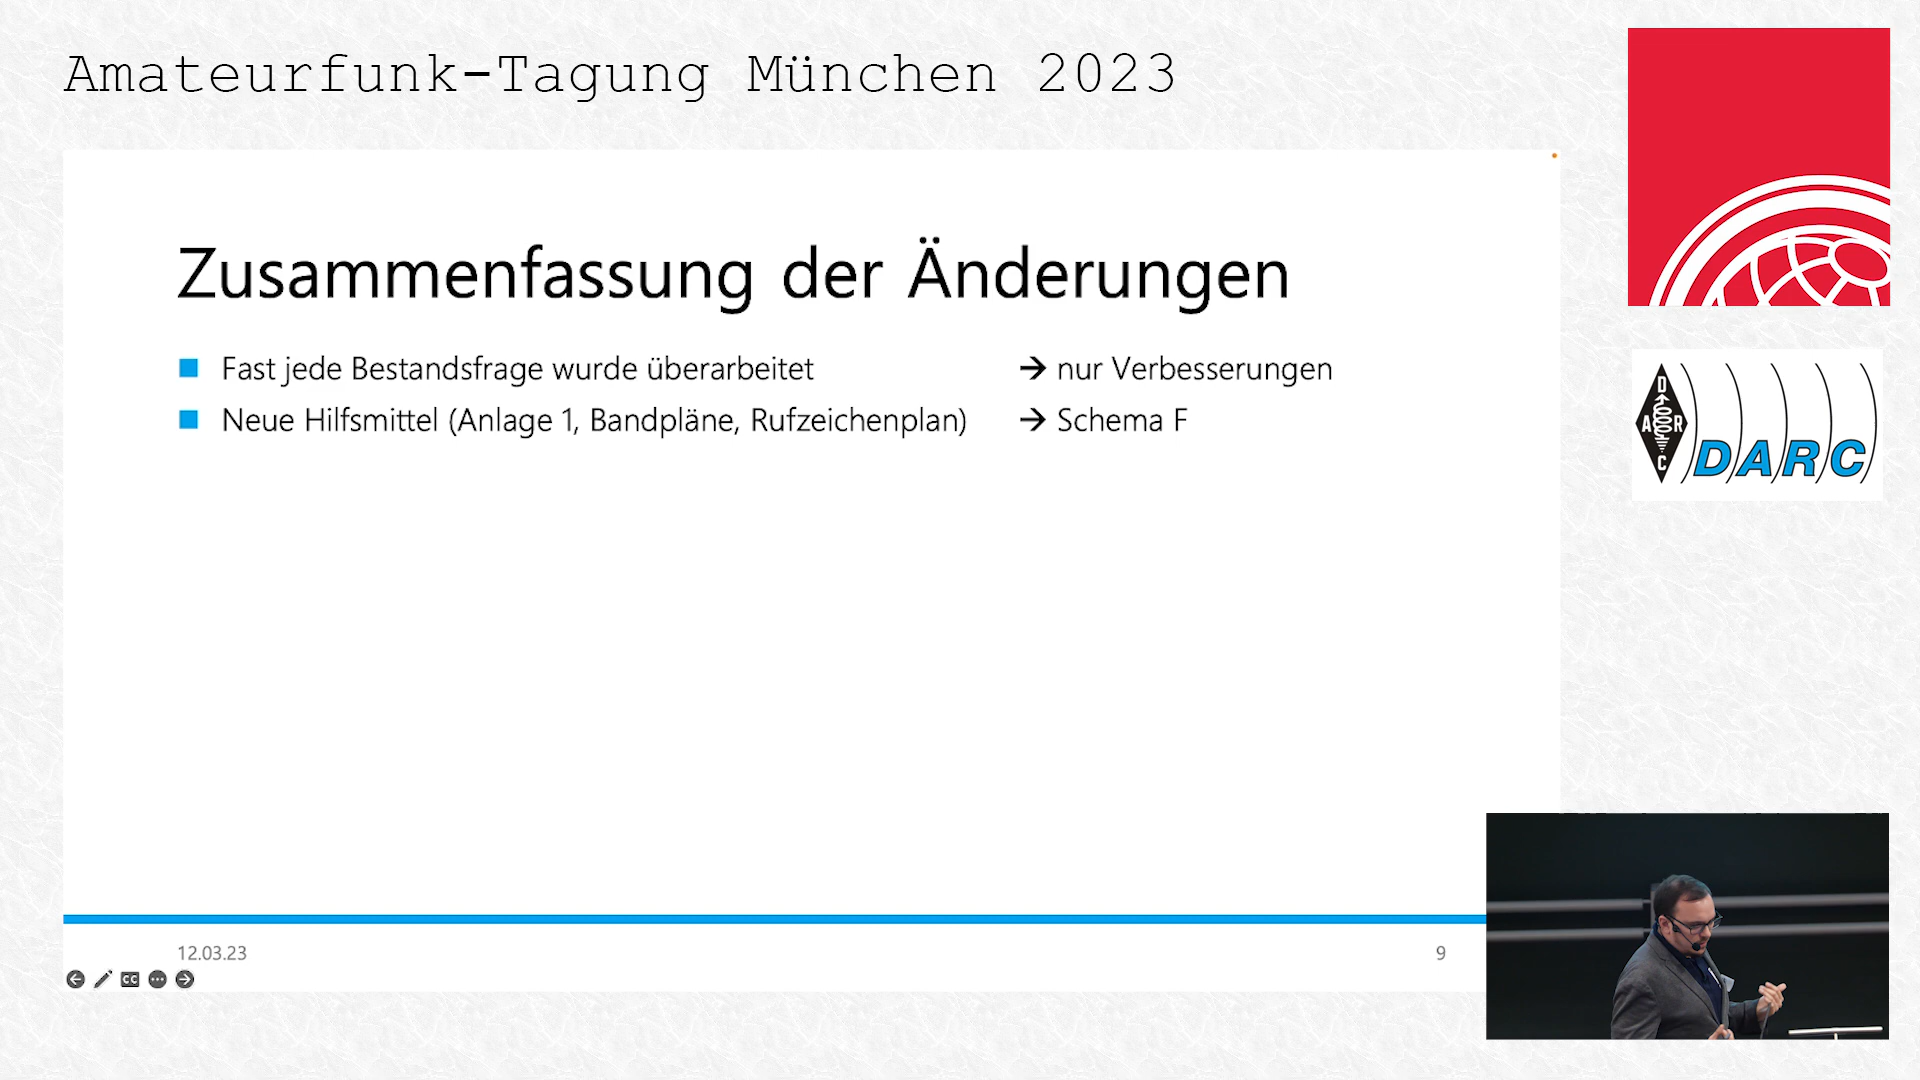 Amateurfunk-Tagung München 2023
Zusammenfassung der Änderungen
Fast jede Bestandsfrage wurde überarbeitet → nur Verbesserungen
Neue Hilfsmittel (Anlage 1, Bandpläne, Rufzeichenplan) → Schema F
12.03.23
9
CC
D
A R
C
DARC